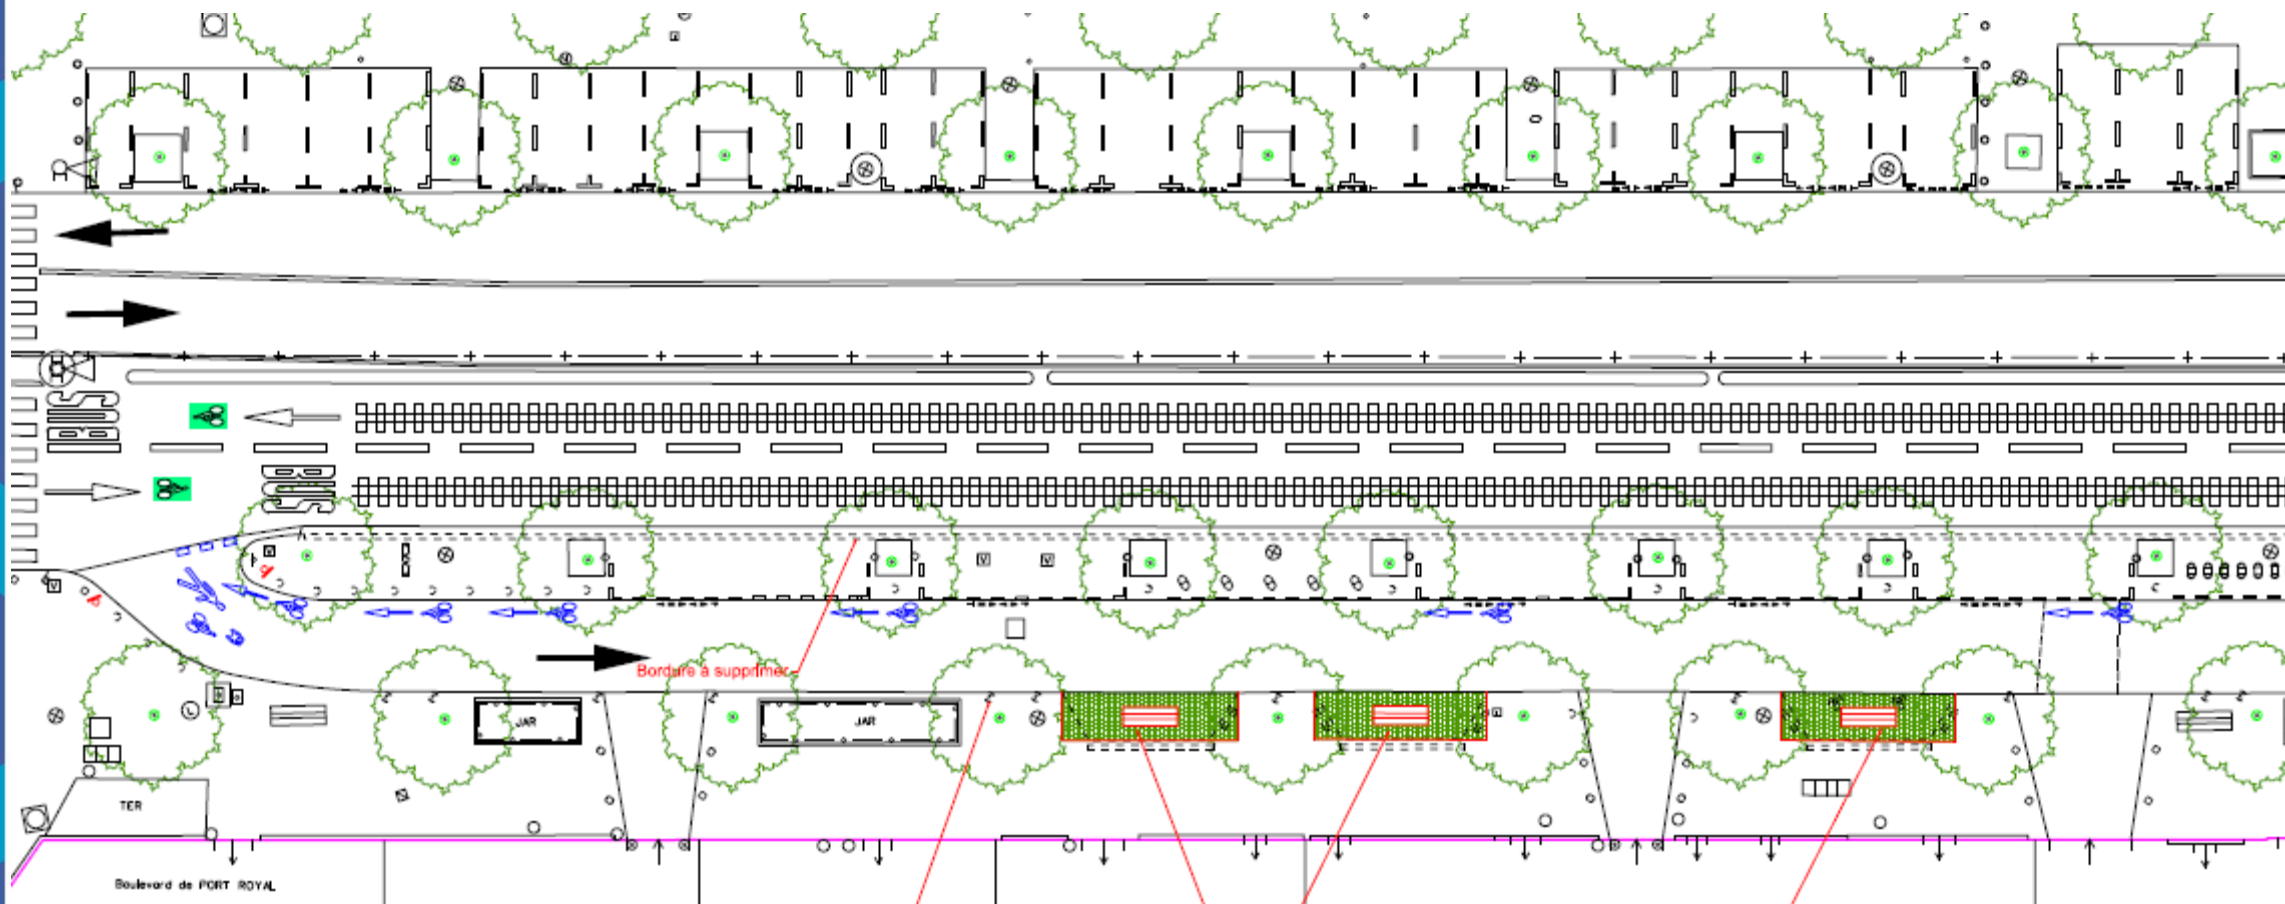 BUS
BUS
Bordure à supprimer
JAR
JAR
TER
Boulevard de PORT ROYAL